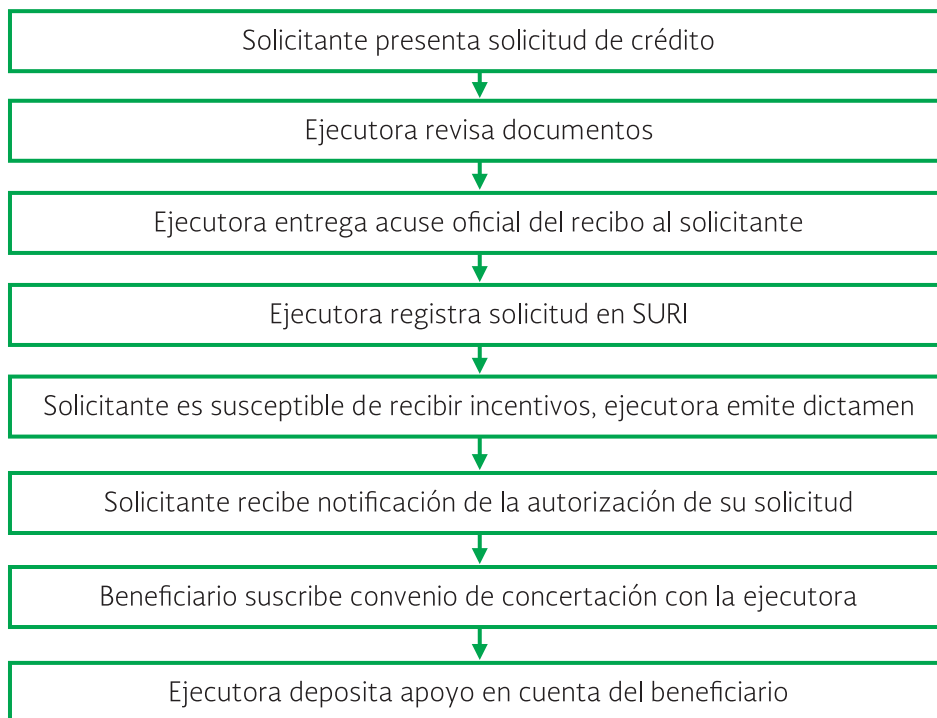 Solicitante presenta solicitud de crédito
Ejecutora revisa documentos
Ejecutora entrega acuse oficial del recibo al solicitante
Ejecutora registra solicitud en SURI
Solicitante es susceptible de recibir incentivos, ejecutora emite dictamen
Solicitante recibe notificación de la autorización de su solicitud
Beneficiario suscribe convenio de concertación con la ejecutora
Ejecutora deposita apoyo en cuenta del beneficiario